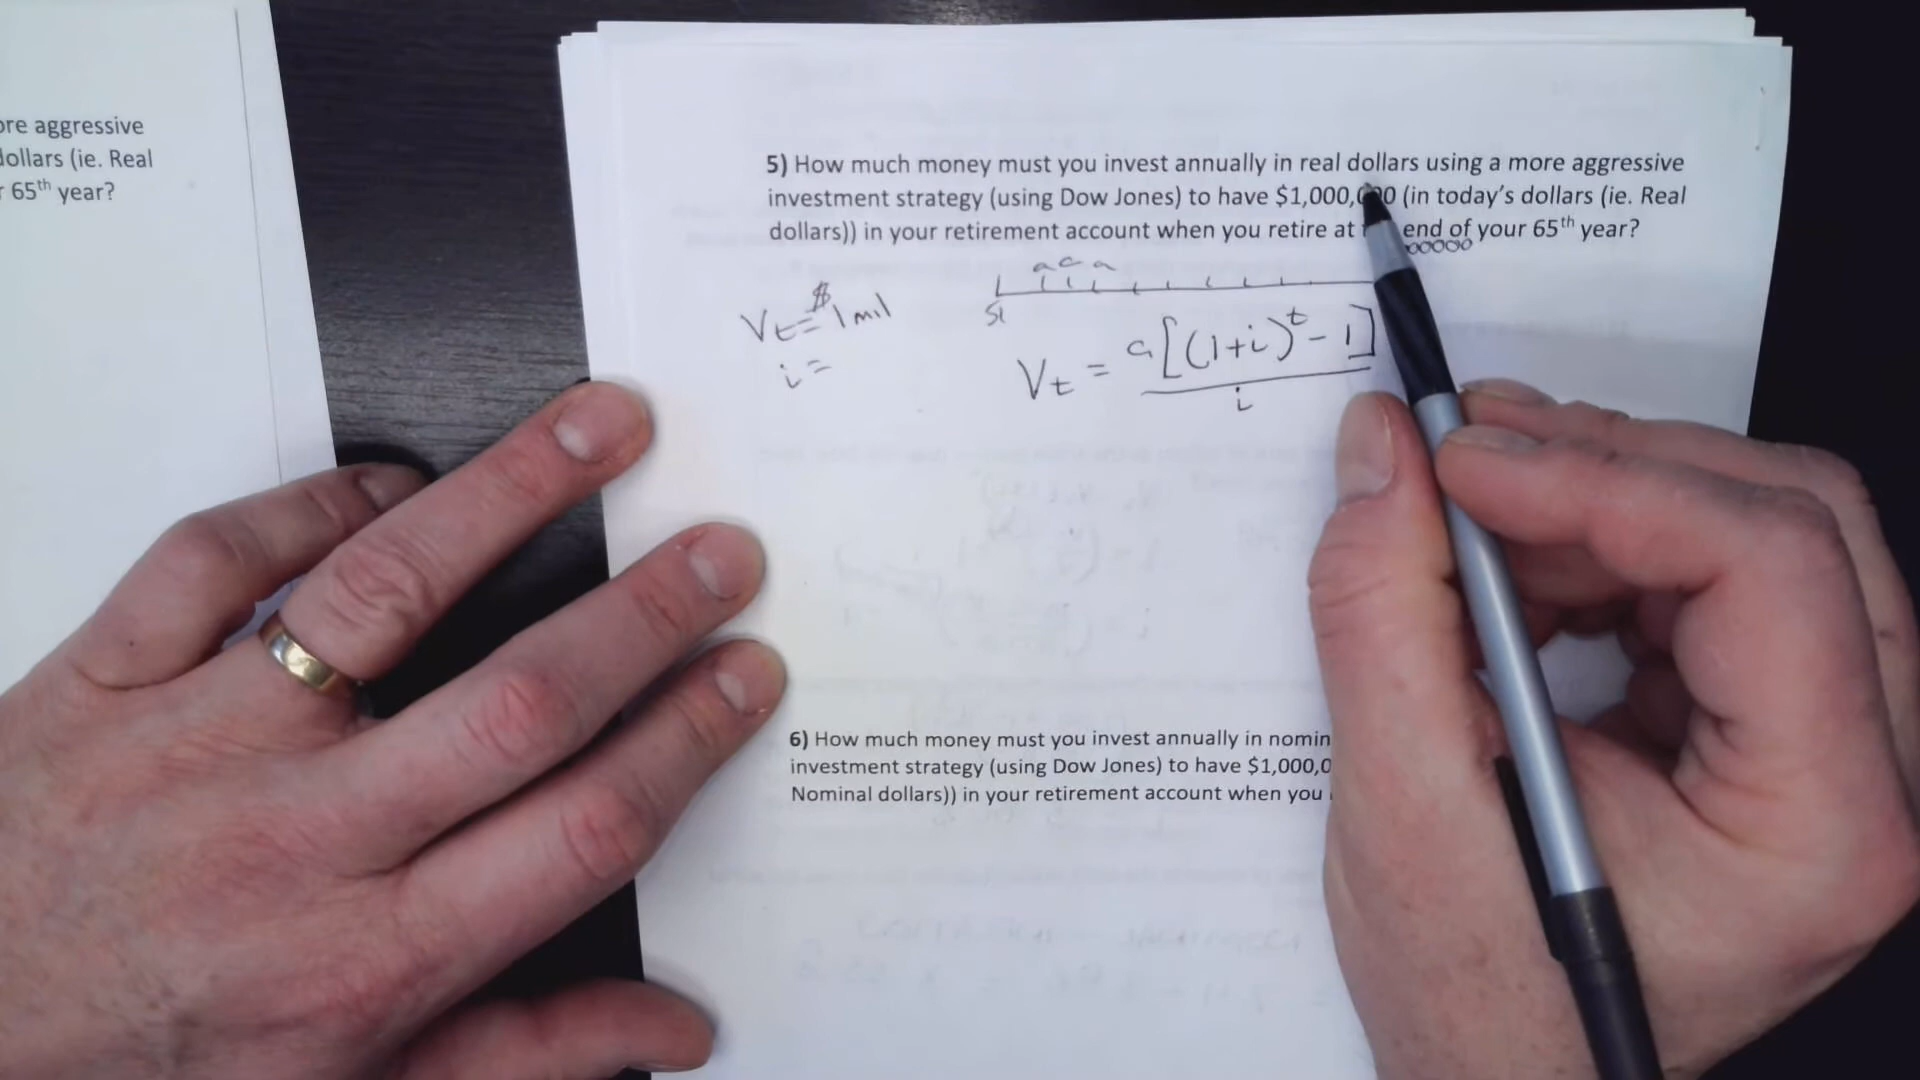 ore aggressive
dollars (ie. Real
65th year?
5) How much money must you invest annually in real dollars using a more aggressive
investment strategy (using Dow Jones) to have $1,000,000 (in today's dollars (ie. Real
dollars)) in your retirement account when you retire at end of your 65th year?
a a a
Vt = $1mil
i =
Vt = a[(1+i)^t - 1]
i
6) How much money must you invest annually in nomin
investment strategy (using Dow Jones) to have $1,000,0
Nominal dollars)) in your retirement account when you